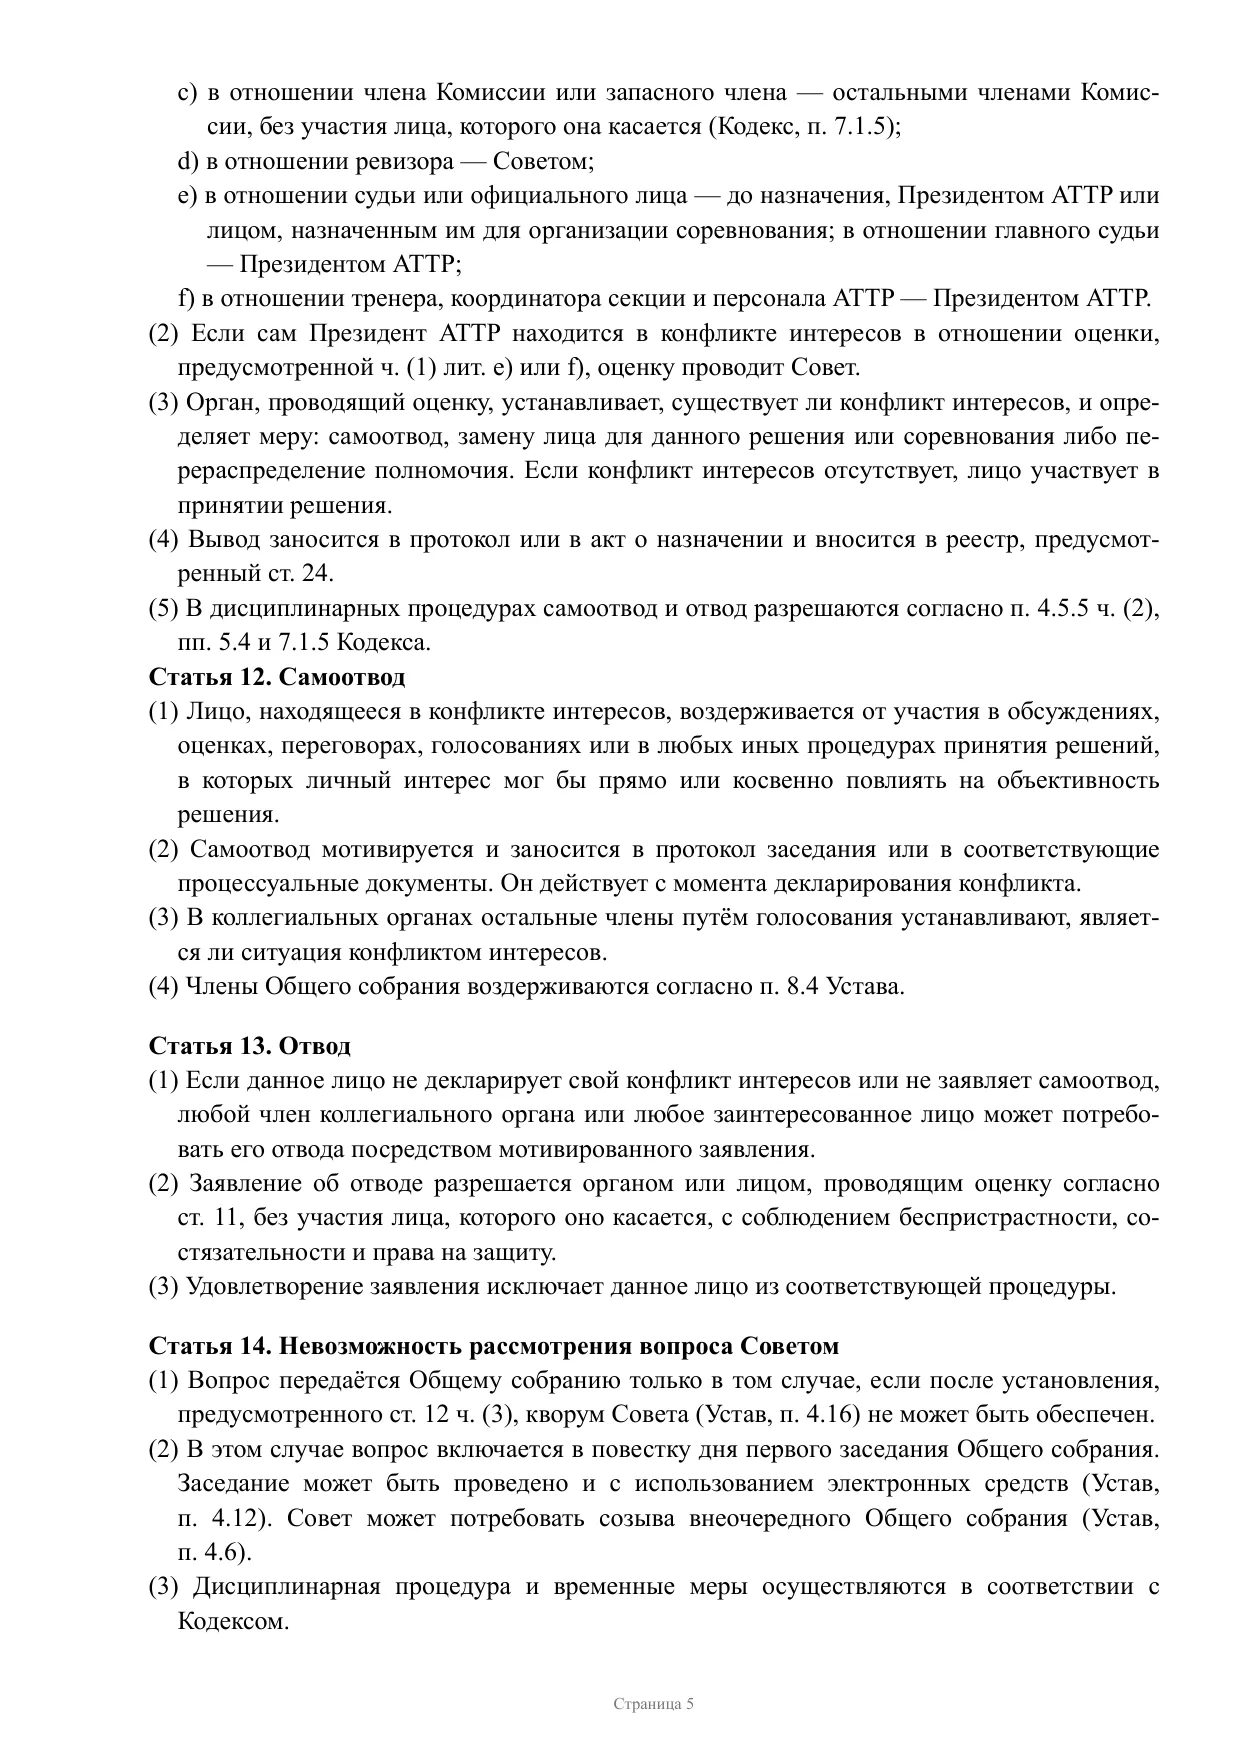 c) в отношении члена Комиссии или запасного члена — остальными членами Комис-
сии, без участия лица, которого она касается (Кодекс, п. 7.1.5);
d) в отношении ревизора — Советом;
e) в отношении судьи или официального лица — до назначения, Президентом АТТР или
лицом, назначенным им для организации соревнования; в отношении главного судьи
— Президентом АТТР;
f) в отношении тренера, координатора секции и персонала АТТР — Президентом АТТР.
(2) Если сам Президент АТТР находится в конфликте интересов в отношении оценки,
предусмотренной ч. (1) лит. e) или f), оценку проводит Совет.
(3) Орган, проводящий оценку, устанавливает, существует ли конфликт интересов, и опре-
деляет меру: самоотвод, замену лица для данного решения или соревнования либо пе-
рераспределение полномочия. Если конфликт интересов отсутствует, лицо участвует в
принятии решения.
(4) Вывод заносится в протокол или в акт о назначении и вносится в реестр, предусмот-
ренный ст. 24.
(5) В дисциплинарных процедурах самоотвод и отвод разрешаются согласно п. 4.5.5 ч. (2),
пп. 5.4 и 7.1.5 Кодекса.
Статья 12. Самоотвод
(1) Лицо, находящееся в конфликте интересов, воздерживается от участия в обсуждениях,
оценках, переговорах, голосованиях или в любых иных процедурах принятия решений,
в которых личный интерес мог бы прямо или косвенно повлиять на объективность
решения.
(2) Самоотвод мотивируется и заносится в протокол заседания или в соответствующие
процессуальные документы. Он действует с момента декларирования конфликта.
(3) В коллегиальных органах остальные члены путём голосования устанавливают, являет-
ся ли ситуация конфликтом интересов.
(4) Члены Общего собрания воздерживаются согласно п. 8.4 Устава.
Статья 13. Отвод
(1) Если данное лицо не декларирует свой конфликт интересов или не заявляет самоотвод,
любой член коллегиального органа или любое заинтересованное лицо может потребо-
вать его отвода посредством мотивированного заявления.
(2) Заявление об отводе разрешается органом или лицом, проводящим оценку согласно
ст. 11, без участия лица, которого оно касается, с соблюдением беспристрастности, со-
стязательности и права на защиту.
(3) Удовлетворение заявления исключает данное лицо из соответствующей процедуры.
Статья 14. Невозможность рассмотрения вопроса Советом
(1) Вопрос передаётся Общему собранию только в том случае, если после установления,
предусмотренного ст. 12 ч. (3), кворум Совета (Устав, п. 4.16) не может быть обеспечен.
(2) В этом случае вопрос включается в повестку дня первого заседания Общего собрания.
Заседание может быть проведено и с использованием электронных средств (Устав,
п. 4.12). Совет может потребовать созыва внеочередного Общего собрания (Устав,
п. 4.6).
(3) Дисциплинарная процедура и временные меры осуществляются в соответствии с
Кодексом.
Страница 5